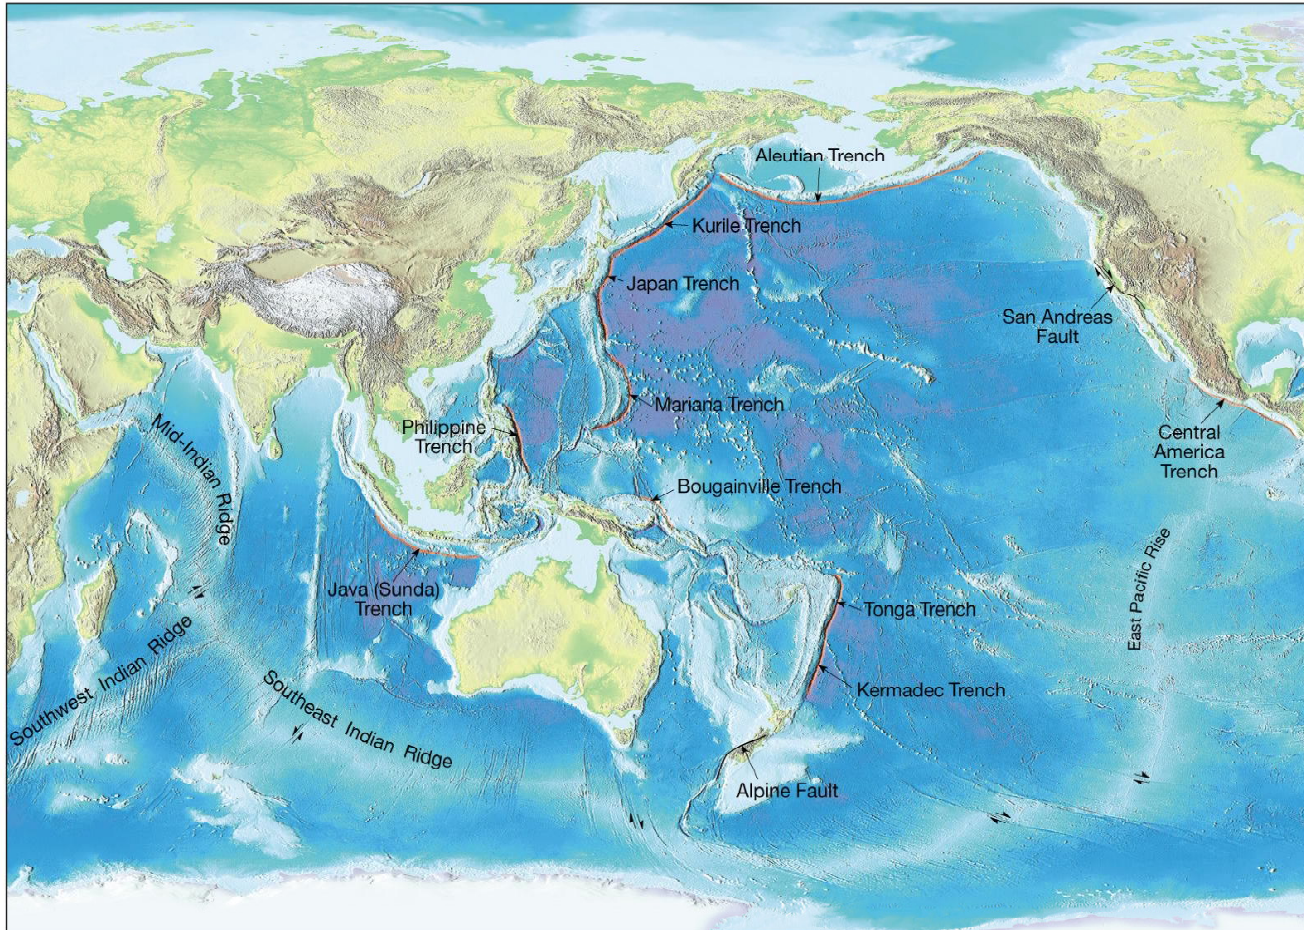 Aleutian Trench
Kurile Trench
Japan Trench
San Andreas
Fault
Mariana Trench
Philippine
Trench
Central
America
Trench
Mid-Indian Ridge
Bougainville Trench
Java (Sunda)
Trench
East Pacific Rise
Tonga Trench
Southwest Indian Ridge
Southeast Indian Ridge
Kermadec Trench
Alpine Fault